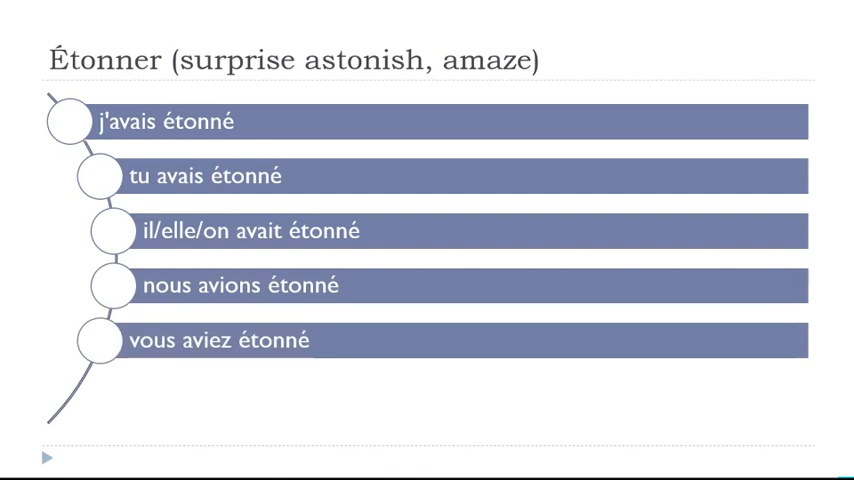 Étonner (surprise astonish, amaze)
j'avais étonné
tu avais étonné
il/elle/on avait étonné
nous avions étonné
vous aviez étonné